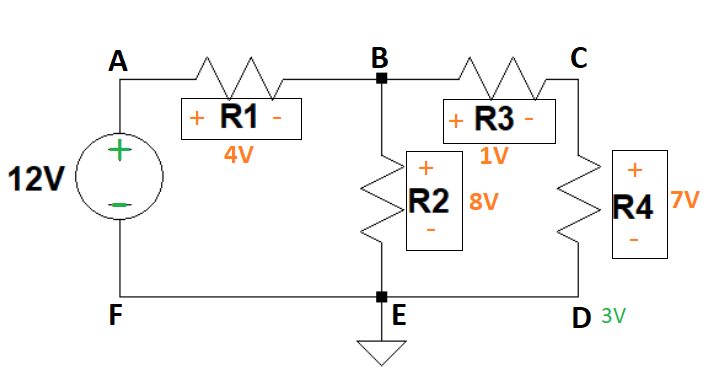 A
B
C
+ R1 -
4V
+ R3 -
1V
12V
+
-
+
R2
-
8V
+
R4
-
7V
F
E
D 3V